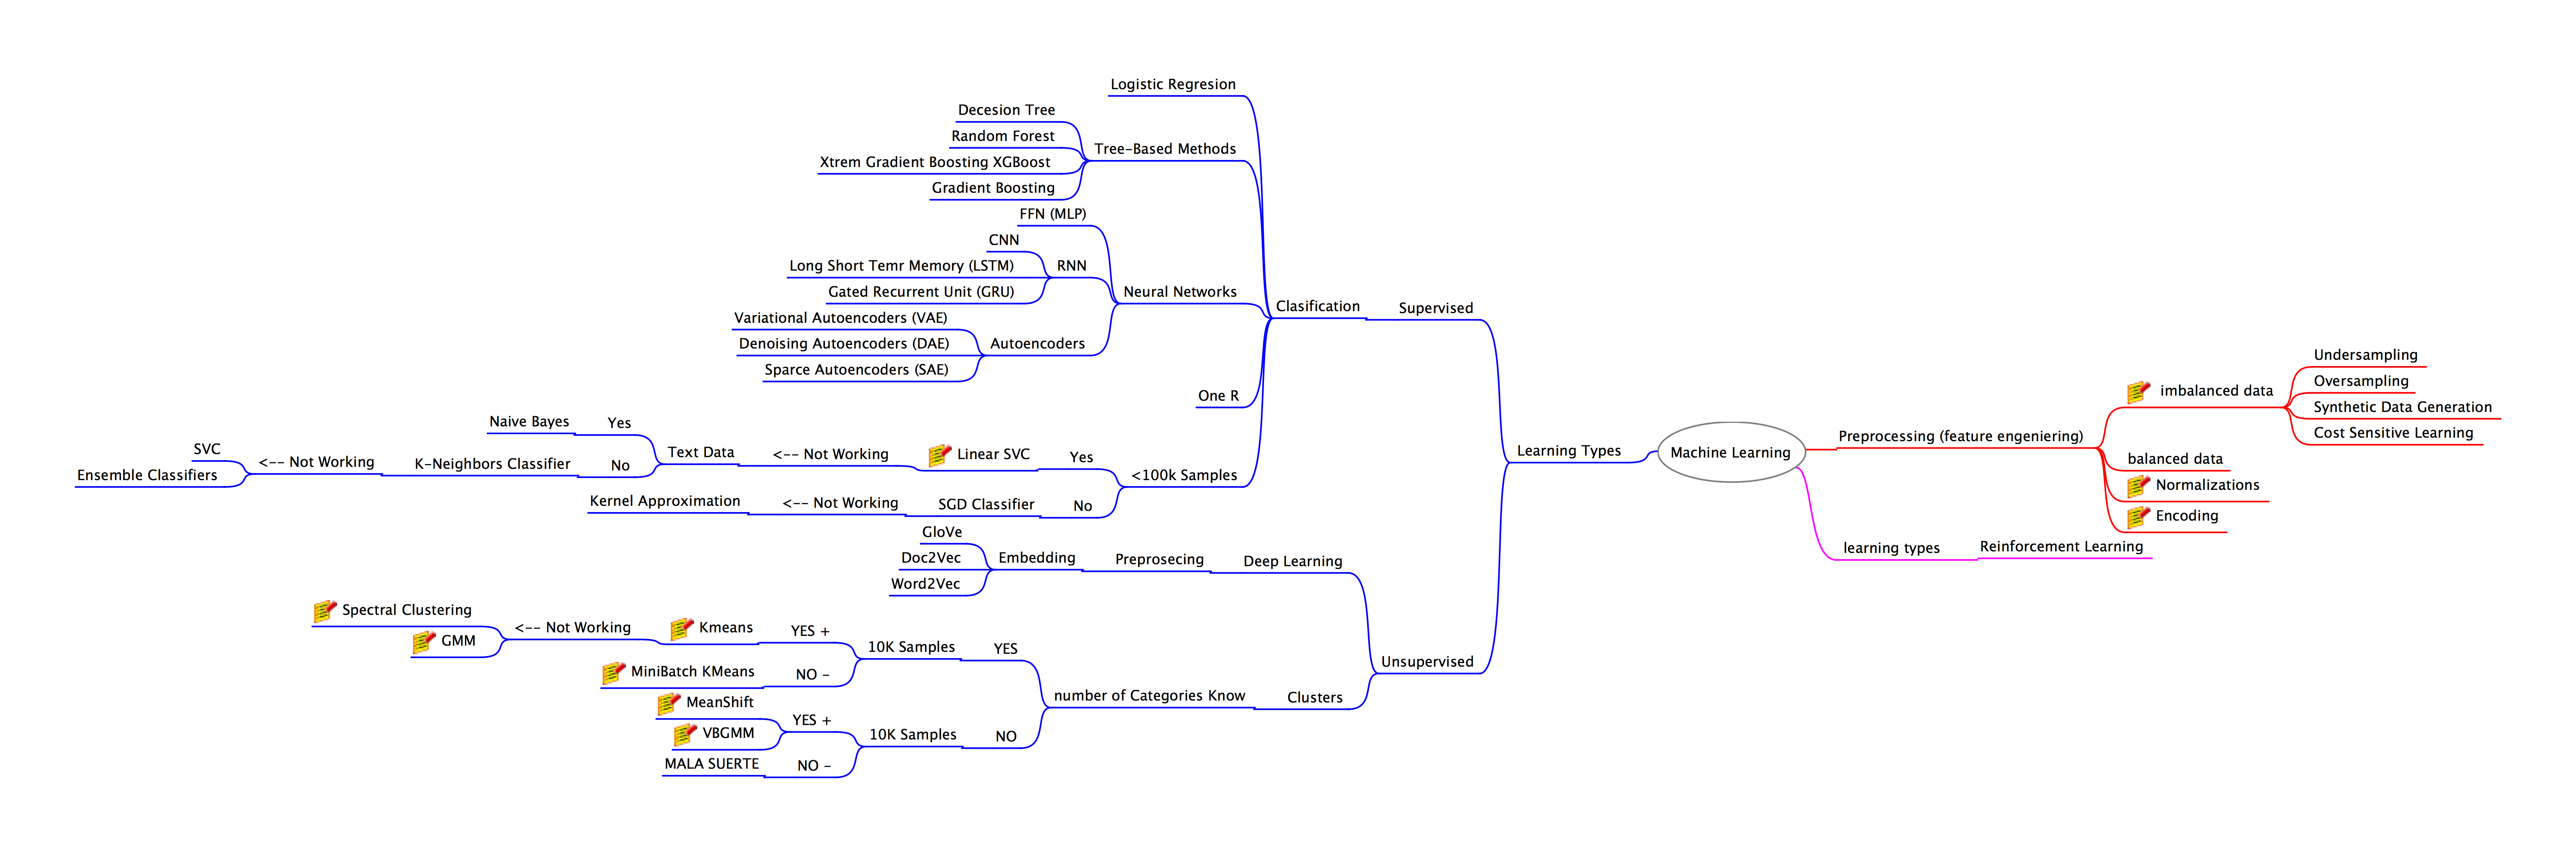 Logistic Regresion
Decesion Tree
Random Forest
Xtrem Gradient Boosting XGBoost
Gradient Boosting
Tree-Based Methods
FFN (MLP)
CNN
Long Short Temr Memory (LSTM)
Gated Recurrent Unit (GRU)
RNN
Variational Autoencoders (VAE)
Denoising Autoencoders (DAE)
Sparce Autoencoders (SAE)
Autoencoders
Neural Networks
One R
Naive Bayes
Yes
SVC
Ensemble Classifiers
<-- Not Working
K-Neighbors Classifier
No
Text Data
<-- Not Working
Linear SVC
Yes
Kernel Approximation
<-- Not Working
SGD Classifier
No
<100k Samples
Clasification
Supervised
GloVe
Doc2Vec
Word2Vec
Embedding
Preprosecing
Deep Learning
Spectral Clustering
GMM
<-- Not Working
Kmeans
YES +
MiniBatch KMeans
NO -
10K Samples
YES
MeanShift
VBGMM
YES +
MALA SUERTE
NO -
10K Samples
NO
number of Categories Know
Clusters
Unsupervised
Learning Types
Machine Learning
Preprocessing (feature engeniering)
imbalanced data
Undersampling
Oversampling
Synthetic Data Generation
Cost Sensitive Learning
balanced data
Normalizations
Encoding
learning types
Reinforcement Learning